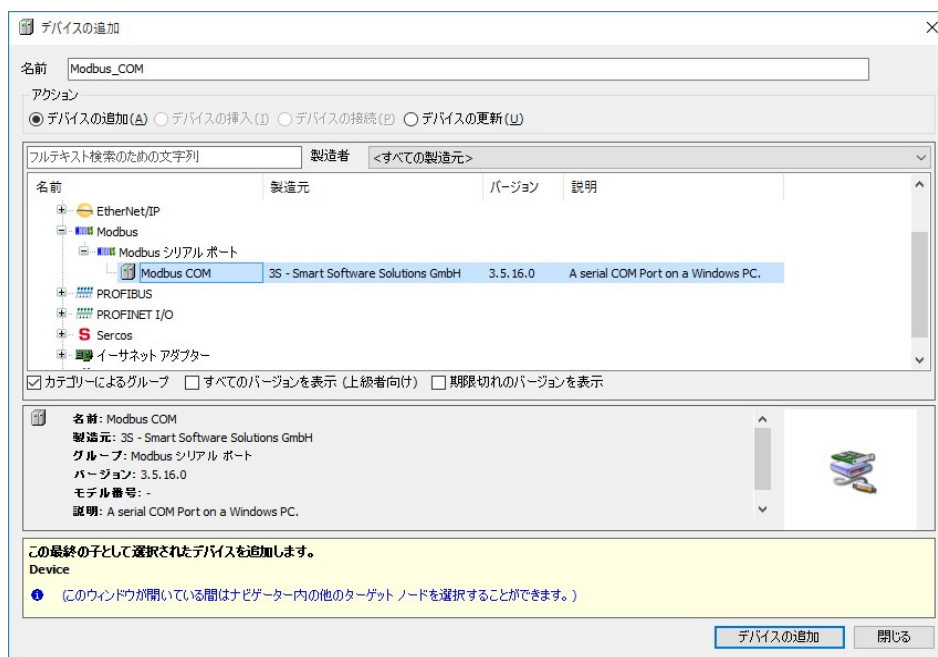 デバイスの追加
名前 Modbus_COM
アクション
デバイスの追加(A) デバイスの挿入(I) デバイスの接続(P) デバイスの更新(U)
フルテキスト検索のための文字列 製造者 <すべての製造元>
名前 製造元 バージョン 説明
EtherNet/IP
Modbus
Modbus シリアル ポート
Modbus COM 3S - Smart Software Solutions GmbH 3.5.16.0 A serial COM Port on a Windows PC.
PROFIBUS
PROFINET I/O
Sercos
イーサネット アダプター
カテゴリーによるグループ すべてのバージョンを表示 (上級者向け) 期限切れのバージョンを表示
名前: Modbus COM
製造元: 3S - Smart Software Solutions GmbH
グループ: Modbus シリアル ポート
バージョン: 3.5.16.0
モデル番号: -
説明: A serial COM Port on a Windows PC.
この最終の子として選択されたデバイスを追加します。
Device
(このウィンドウが開いている間はナビゲーター内の他のターゲット ノードを選択することができます。)
デバイスの追加 閉じる